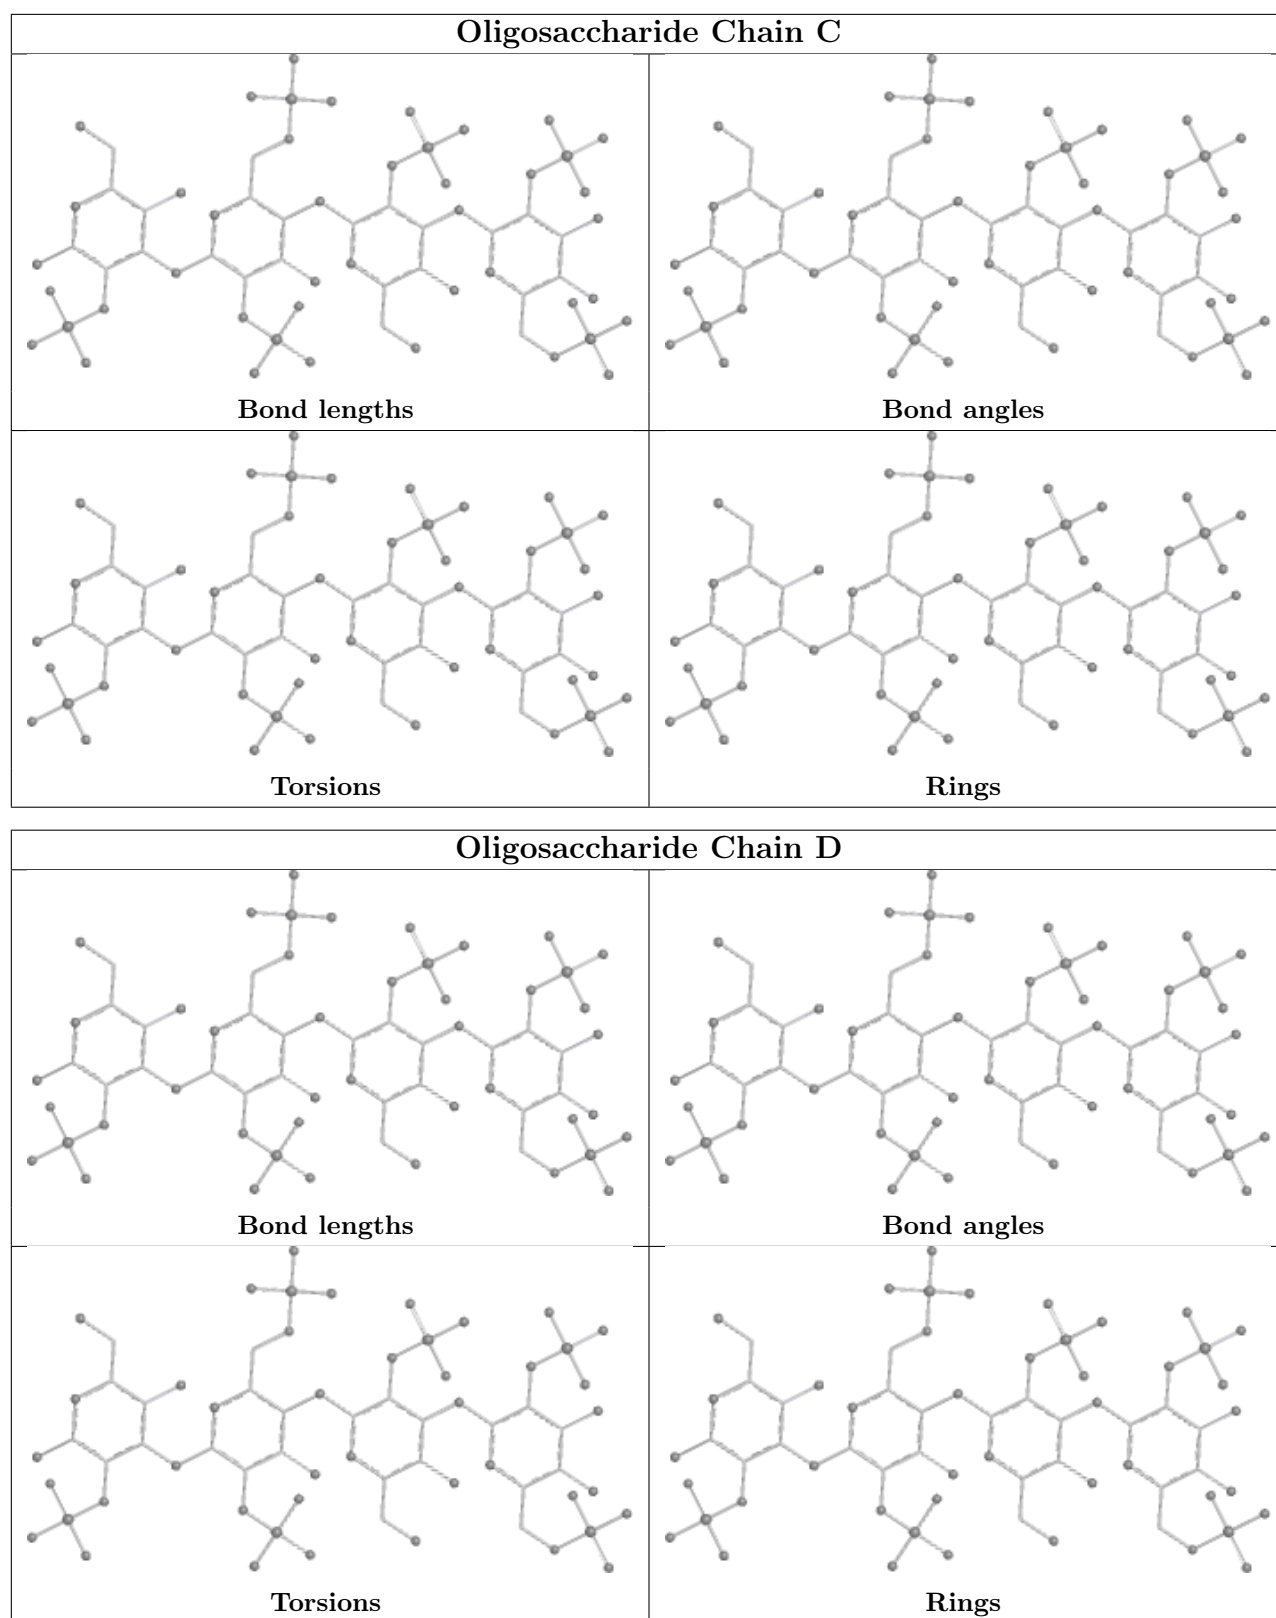 Oligosaccharide Chain C
Bond lengths
Bond angles
Torsions
Rings
Oligosaccharide Chain D
Bond lengths
Bond angles
Torsions
Rings